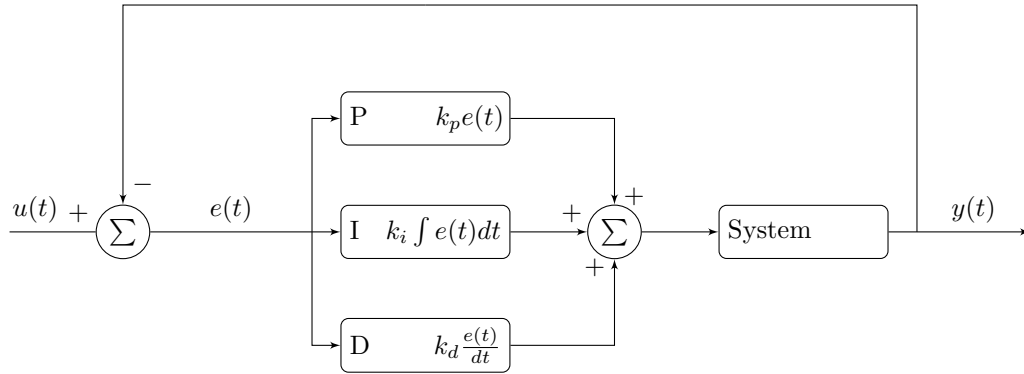 −
P k_p e(t)
+
u(t) + ∑ e(t) I k_i ∫ e(t)dt + ∑ System y(t)
+
D k_d e(t)/dt